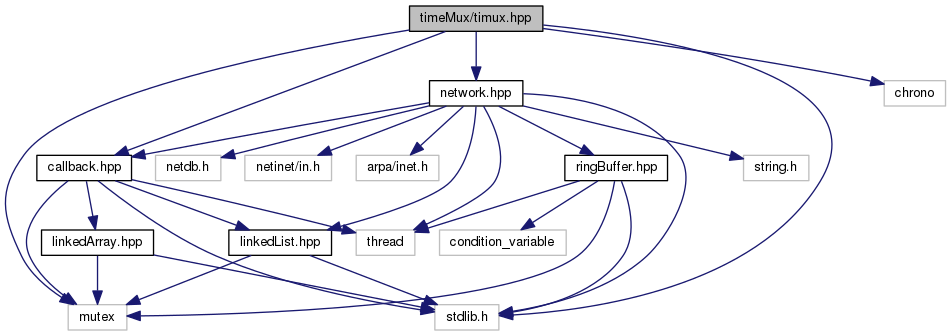 timeMux/timux.hpp
network.hpp
chrono
callback.hpp
netdb.h
netinet/in.h
arpa/inet.h
ringBuffer.hpp
string.h
linkedArray.hpp
linkedList.hpp
thread
condition_variable
mutex
stdlib.h